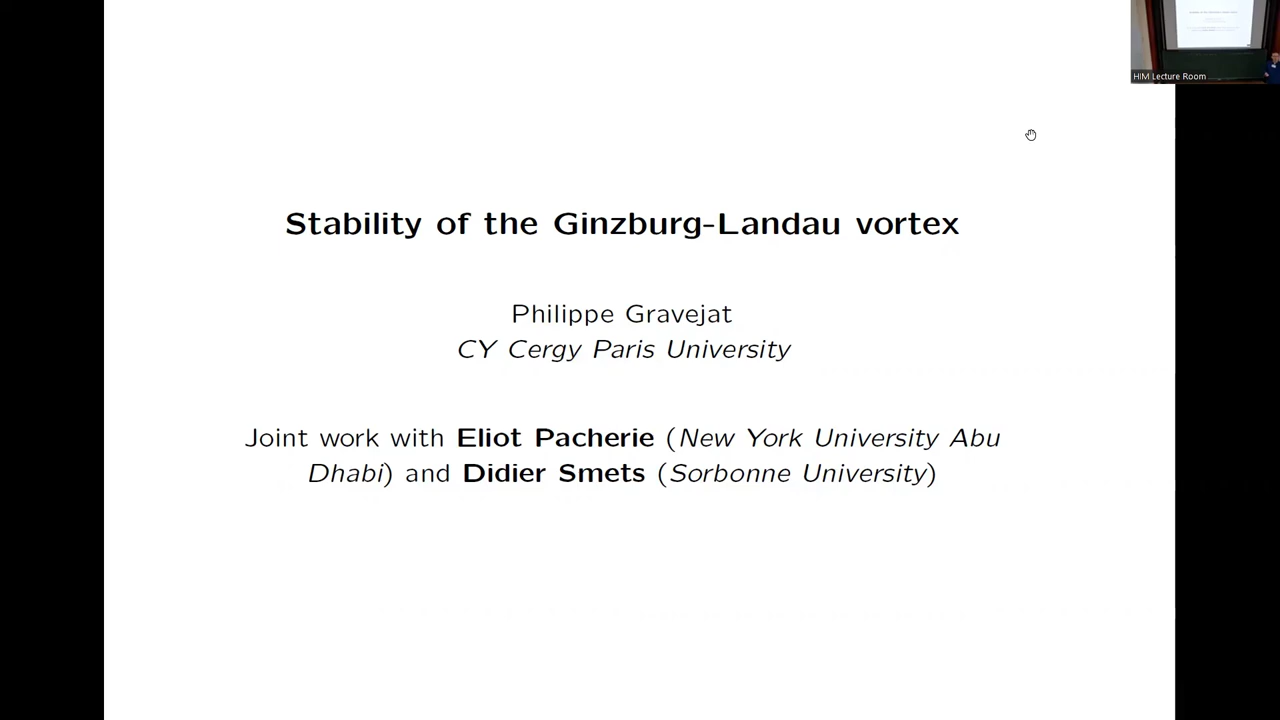 HIM Lecture Room
Stability of the Ginzburg-Landau vortex
Philippe Gravejat
CY Cergy Paris University
Joint work with Eliot Pacherie (New York University Abu
Dhabi) and Didier Smets (Sorbonne University)